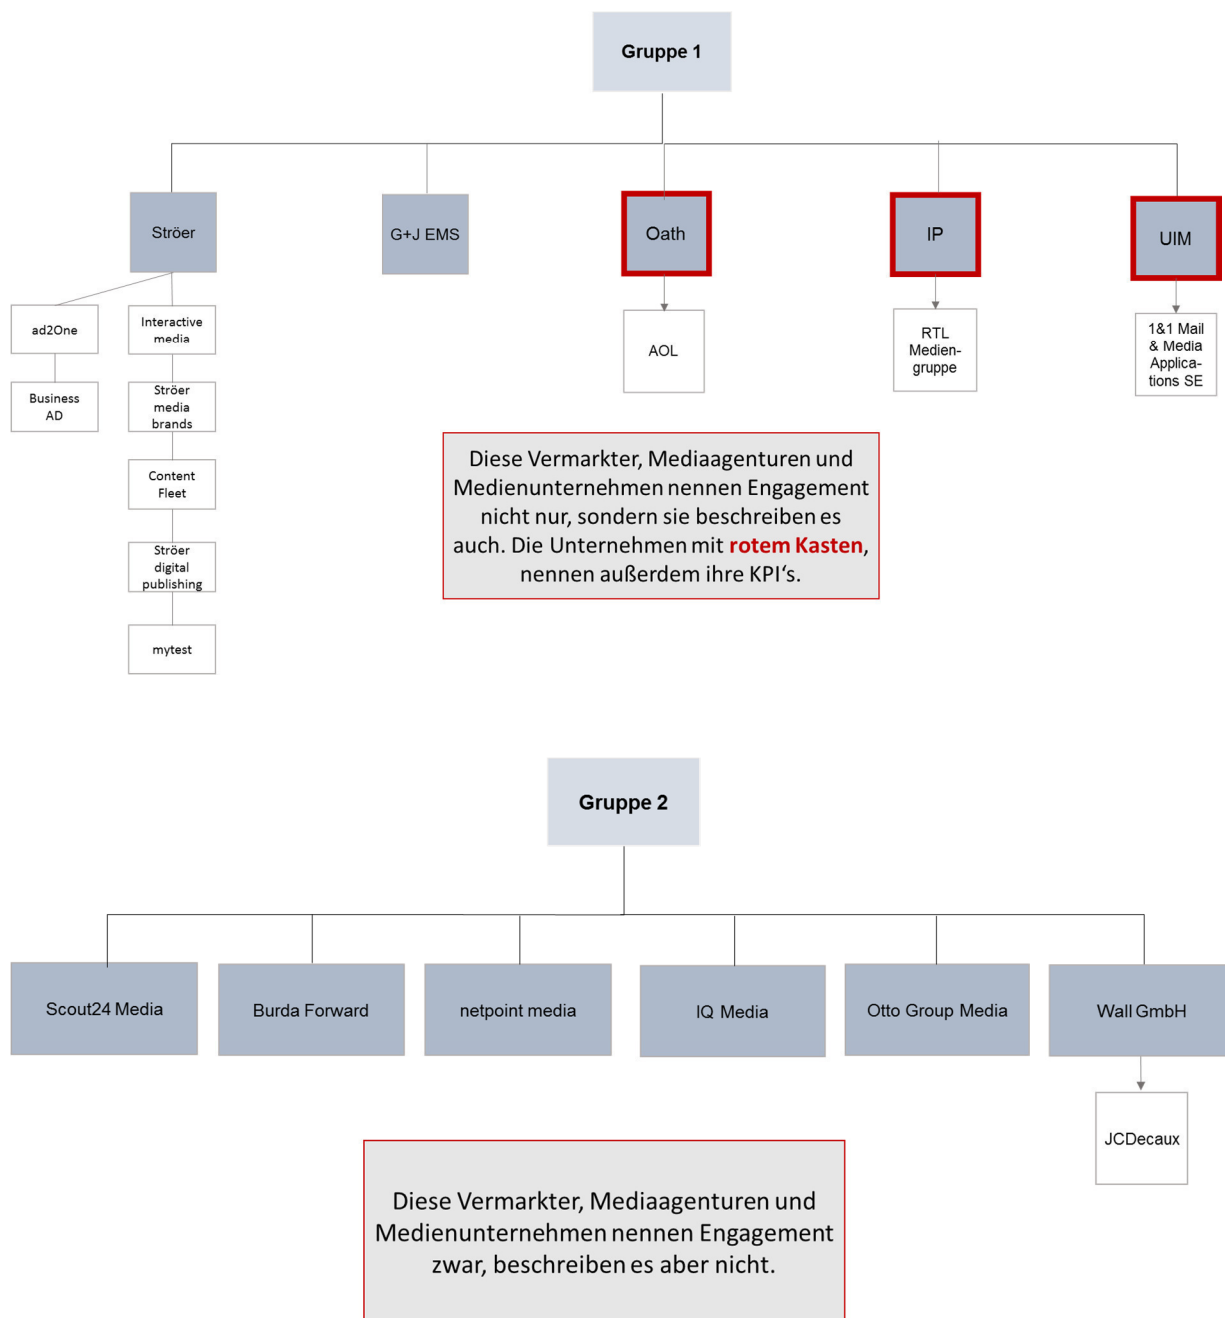 Gruppe 1
Ströer
G+J EMS
Oath
IP
UIM
ad2One
Interactive
media
AOL
RTL
Medien-
gruppe
1&1 Mail
& Media
Applica-
tions SE
Business
AD
Ströer
media
brands
Content
Fleet
Ströer
digital
publishing
mytest
Diese Vermarkter, Mediaagenturen und
Medienunternehmen nennen Engagement
nicht nur, sondern sie beschreiben es
auch. Die Unternehmen mit rotem Kasten,
nennen außerdem ihre KPI‘s.
Gruppe 2
Scout24 Media
Burda Forward
netpoint media
IQ Media
Otto Group Media
Wall GmbH
JCDecaux
Diese Vermarkter, Mediaagenturen und
Medienunternehmen nennen Engagement
zwar, beschreiben es aber nicht.